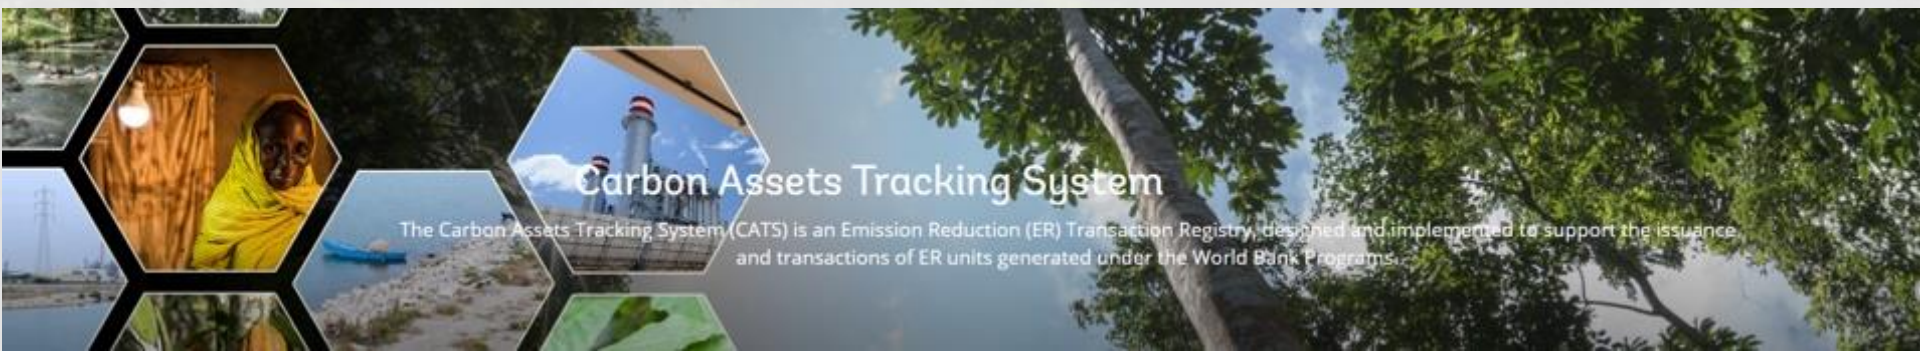 Carbon Assets Tracking System
The Carbon Assets Tracking System (CATS) is an Emission Reduction (ER) Transaction Registry, designed and implemented to support the issuance
and transactions of ER units generated under the World Bank Programs.